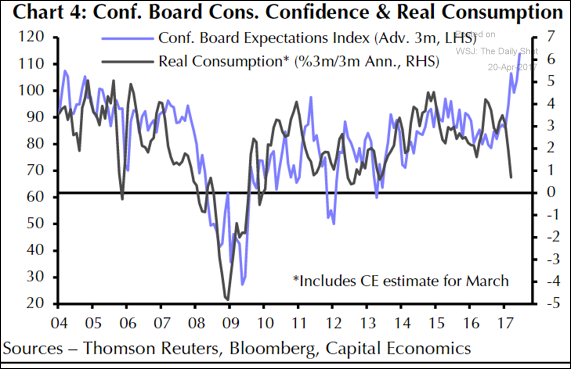 Chart 4: Conf. Board Cons. Confidence & Real Consumption
120
110
100
90
80
70
60
50
40
30
20
Conf. Board Expectations Index (Adv. 3m, LHS)
Real Consumption* (%3m/3m Ann., RHS)
Posted on
WSJ: The Daily Shot
20-Apr-2017
7
6
5
4
3
2
1
0
-1
-2
-3
-4
-5
*Includes CE estimate for March
04 05 06 07 08 09 10 11 12 13 14 15 16 17
Sources – Thomson Reuters, Bloomberg, Capital Economics